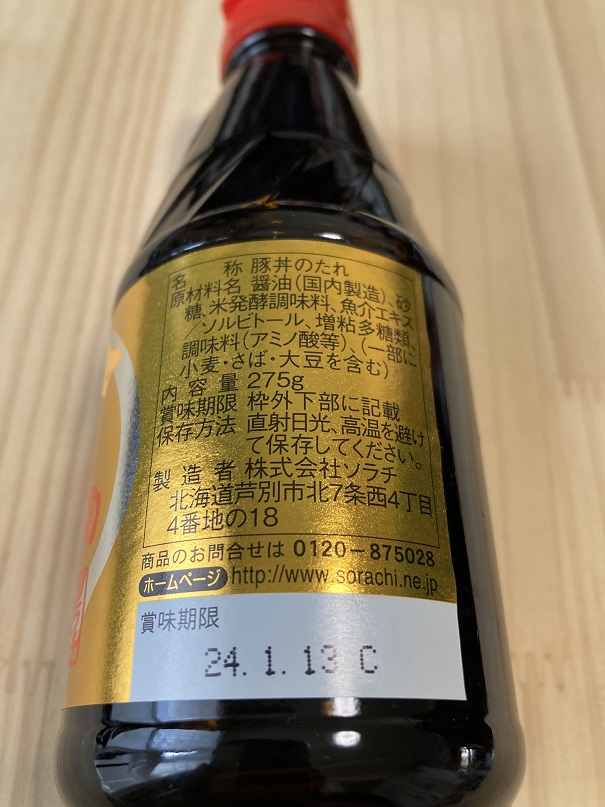 名称 豚丼のたれ
原材料名 醤油(国内製造)、砂
糖、米発酵調味料、魚介エキス/
ソルビトール、増粘多糖類、
調味料(アミノ酸等)、(一部に
小麦・さば・大豆を含む)
内容量 275g
賞味期限 枠外下部に記載
保存方法 直射日光、高温を避け
て保存してください。
製造者 株式会社ソラチ
北海道芦別市北7条西4丁目
4番地の18
商品のお問合せは 0120-875028
ホームページ http://www.sorachi.ne.jp
賞味期限
24.1.13 C